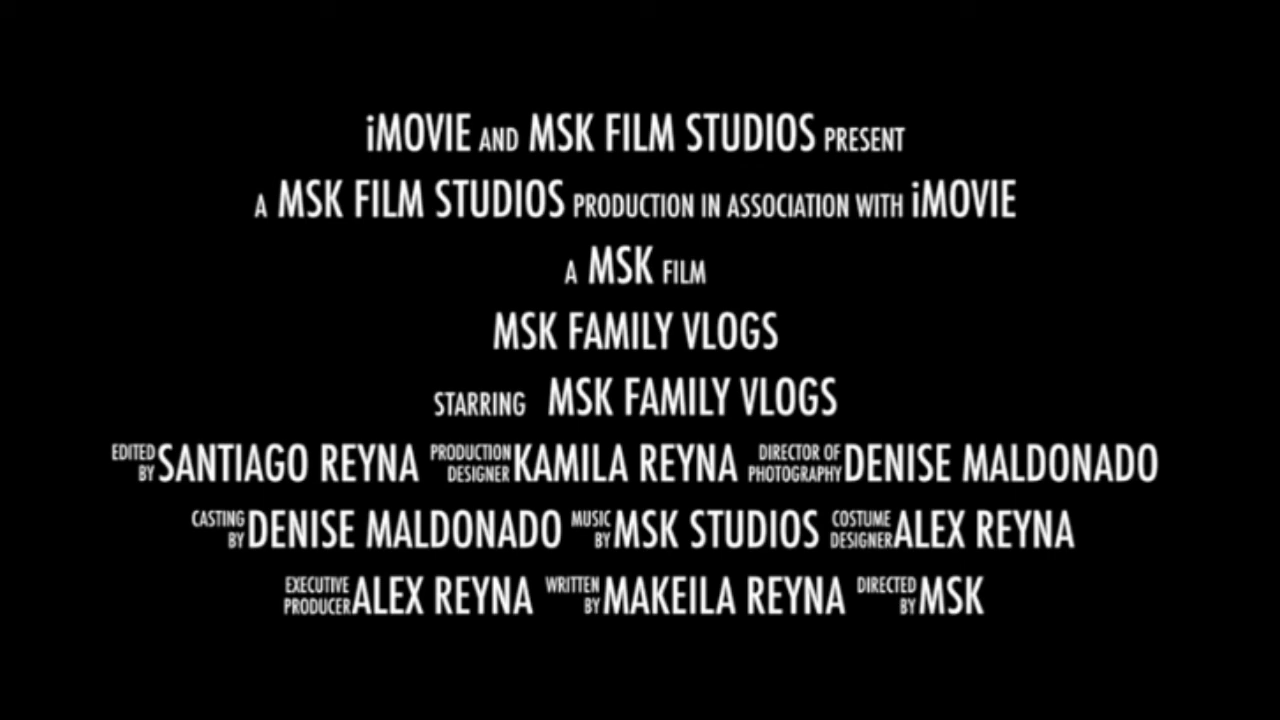 iMOVIE AND MSK FILM STUDIOS PRESENT
A MSK FILM STUDIOS PRODUCTION IN ASSOCIATION WITH iMOVIE
A MSK FILM
MSK FAMILY VLOGS
STARRING MSK FAMILY VLOGS
EDITED BY SANTIAGO REYNA PRODUCTION DESIGNER KAMILA REYNA DIRECTOR OF PHOTOGRAPHY DENISE MALDONADO
CASTING BY DENISE MALDONADO MUSIC BY MSK STUDIOS COSTUME DESIGNER ALEX REYNA
EXECUTIVE PRODUCER ALEX REYNA WRITTEN BY MAKEILA REYNA DIRECTED BY MSK